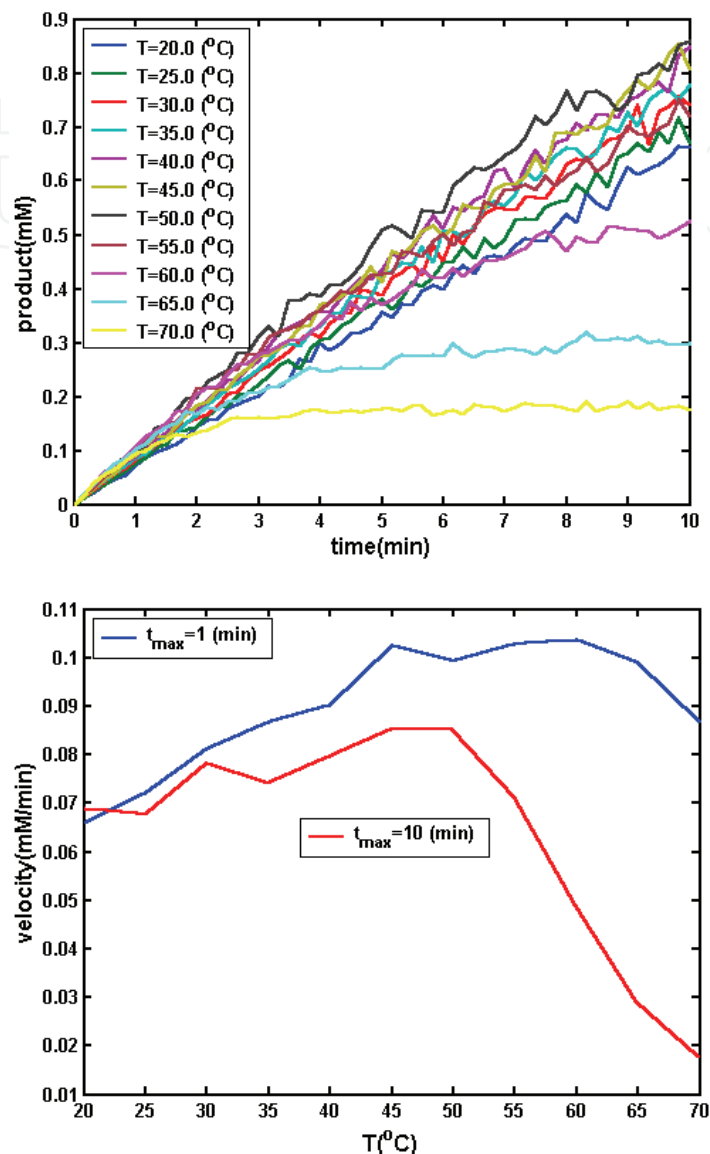 0.9
0.8
0.7
0.6
0.5
0.4
0.3
0.2
0.1
0
product(mM)
T=20.0 (°C)
T=25.0 (°C)
T=30.0 (°C)
T=35.0 (°C)
T=40.0 (°C)
T=45.0 (°C)
T=50.0 (°C)
T=55.0 (°C)
T=60.0 (°C)
T=65.0 (°C)
T=70.0 (°C)
0 1 2 3 4 5 6 7 8 9 10
time(min)
0.11
0.1
0.09
0.08
0.07
0.06
0.05
0.04
0.03
0.02
0.01
velocity(mM/min)
tmax=1 (min)
tmax=10 (min)
20 25 30 35 40 45 50 55 60 65 70
T(°C)